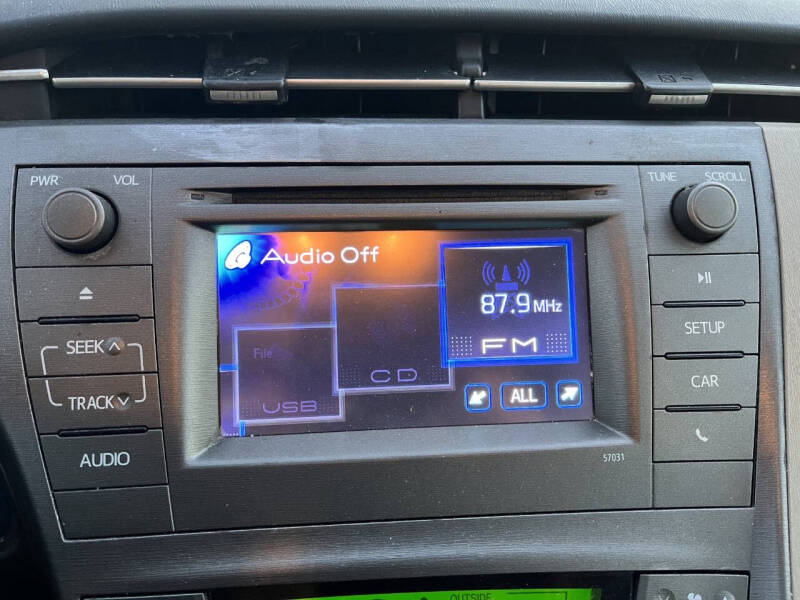 PWR VOL
TUNE SCROLL
Audio Off
87.9 MHz
FM
CD
File
USB
ALL
SEEK
TRACK
AUDIO
SETUP
CAR
57031
OUTSIDE